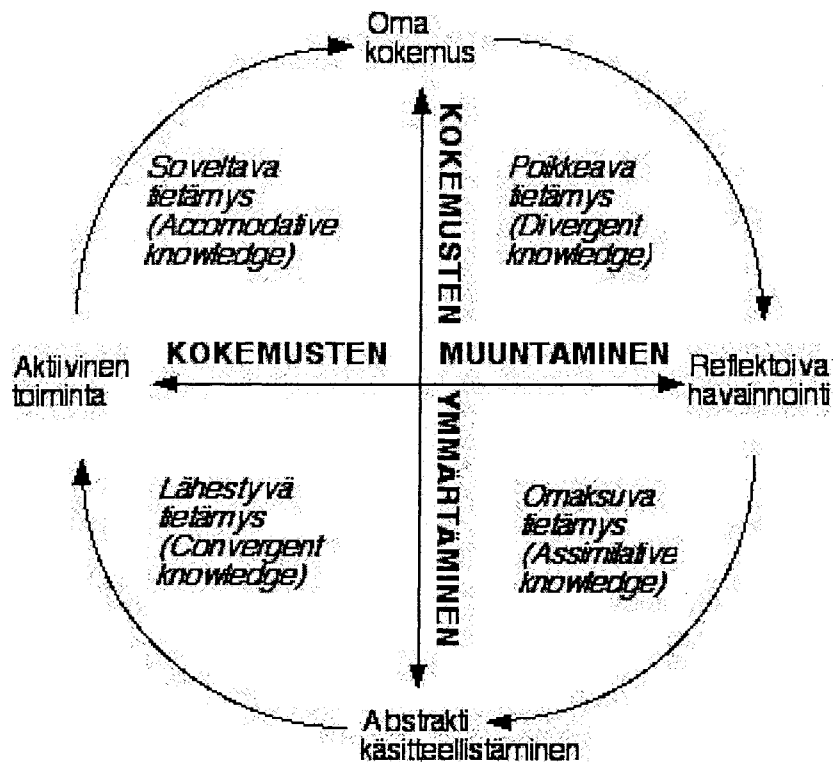 Oma
kokemus
Soveltava
tietämys
(Accomodative
knowledge)
Poikkeava
tietämys
(Divergent
knowledge)
KOKEMUSTEN
YMMÄRTÄMINEN
Aktiivinen
toiminta
KOKEMUSTEN MUUNTAMINEN
Reflektoiva
havainnointi
Lähestyvä
tietämys
(Convergent
knowledge)
Omaksuva
tietämys
(Assimilative
knowledge)
Abstrakti
käsitteellistäminen